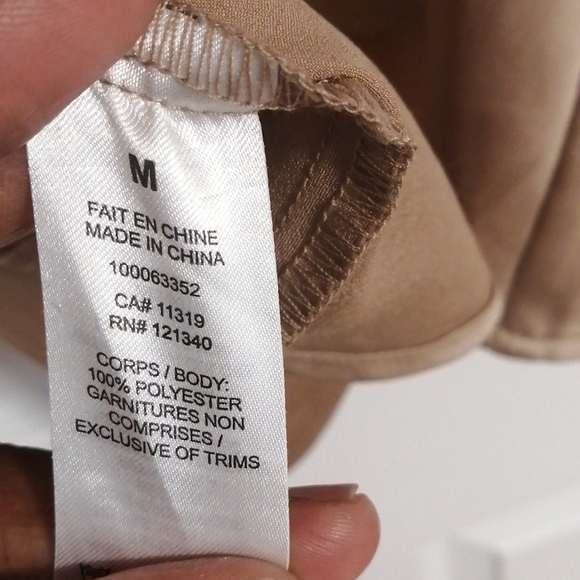 M
FAIT EN CHINE
MADE IN CHINA
100063352
CA# 11319
RN# 121340
CORPS / BODY:
100% POLYESTER
GARNITURES NON
COMPRISES /
EXCLUSIVE OF TRIMS